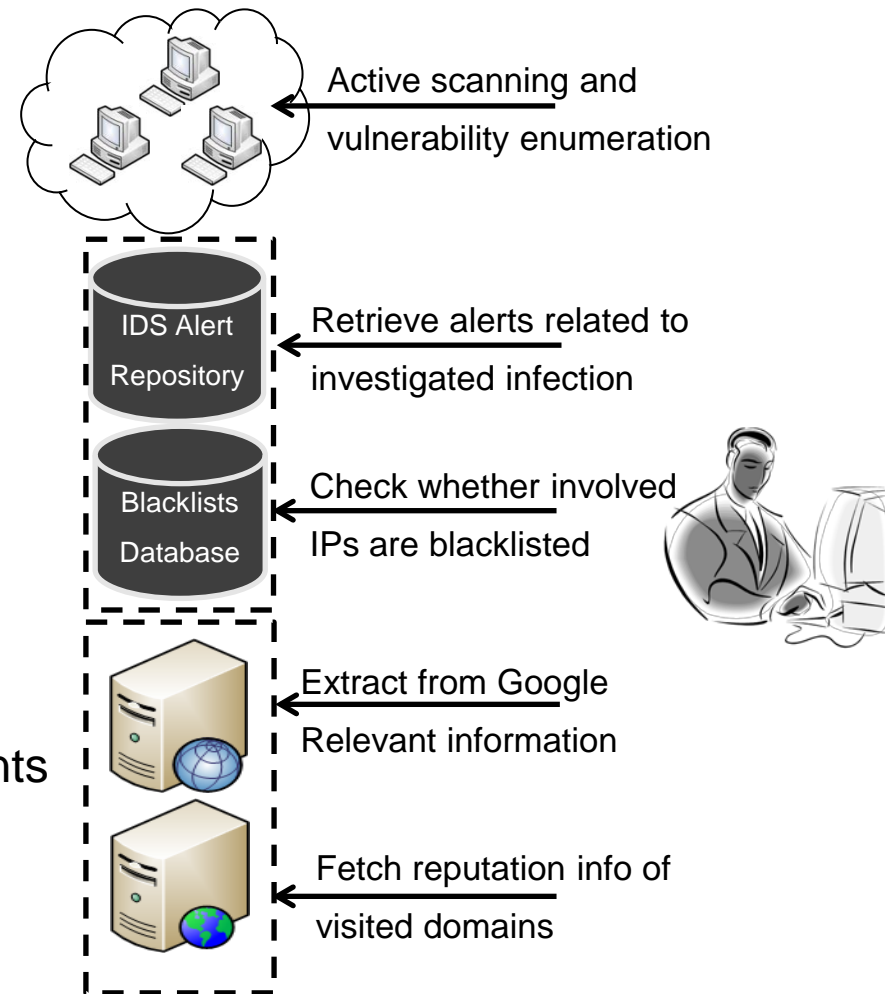 Active scanning and
vulnerability enumeration
IDS Alert
Repository
Retrieve alerts related to
investigated infection
Blacklists
Database
Check whether involved
IPs are blacklisted
Extract from Google
Relevant information
nts
Fetch reputation info of
visited domains